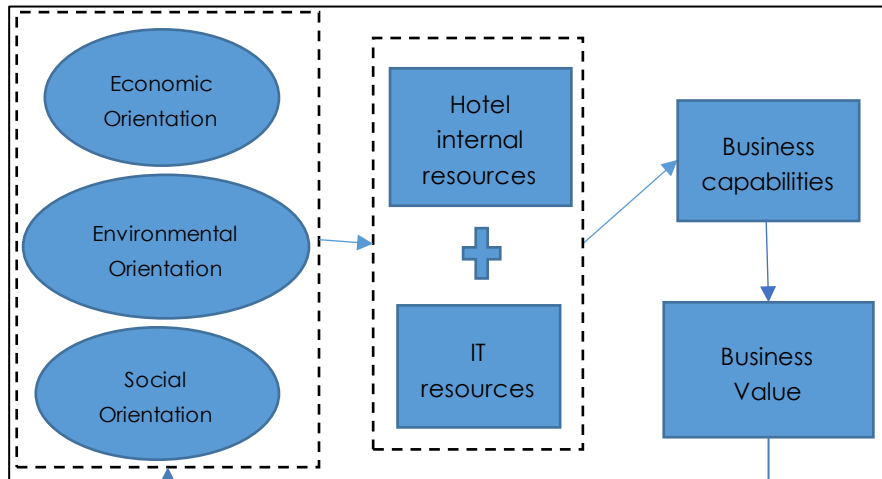 Economic
Orientation
Environmental
Orientation
Social
Orientation
Hotel
internal
resources
IT
resources
Business
capabilities
Business
Value